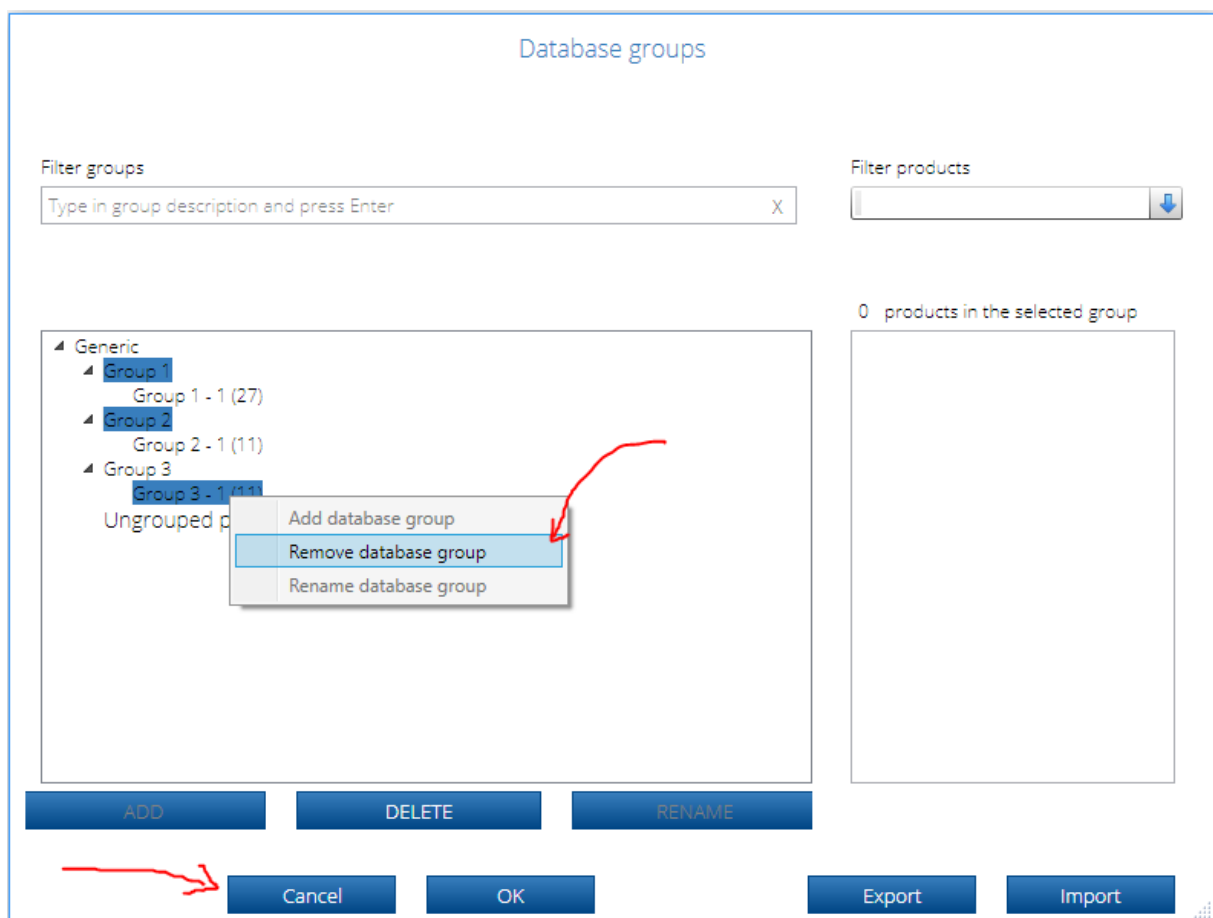 Database groups
Filter groups
Filter products
Type in group description and press Enter X
0 products in the selected group
Generic
Group 1
Group 1 - 1 (27)
Group 2
Group 2 - 1 (11)
Group 3
Group 3 - 1 (11)
Ungrouped p
Add database group
Remove database group
Rename database group
ADD DELETE RENAME
Cancel OK Export Import